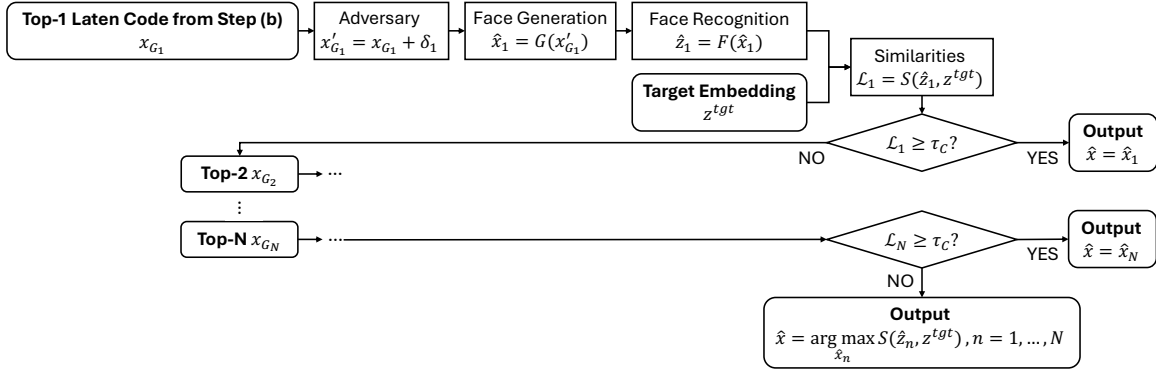 Top-1 Laten Code from Step (b)
x_{G_1}
Adversary
x'_{G_1} = x_{G_1} + δ_1
Face Generation
x̂_1 = G(x'_{G_1})
Face Recognition
ẑ_1 = F(x̂_1)
Target Embedding
z^{tgt}
Similarities
ℒ_1 = S(ẑ_1, z^{tgt})
ℒ_1 ≥ τ_C?
NO
YES
Output
x̂ = x̂_1
Top-2 x_{G_2}
...
⋮
Top-N x_{G_N}
...
ℒ_N ≥ τ_C?
YES
NO
Output
x̂ = x̂_N
Output
x̂ = arg max S(ẑ_n, z^{tgt}), n = 1, ..., N
x̂_n